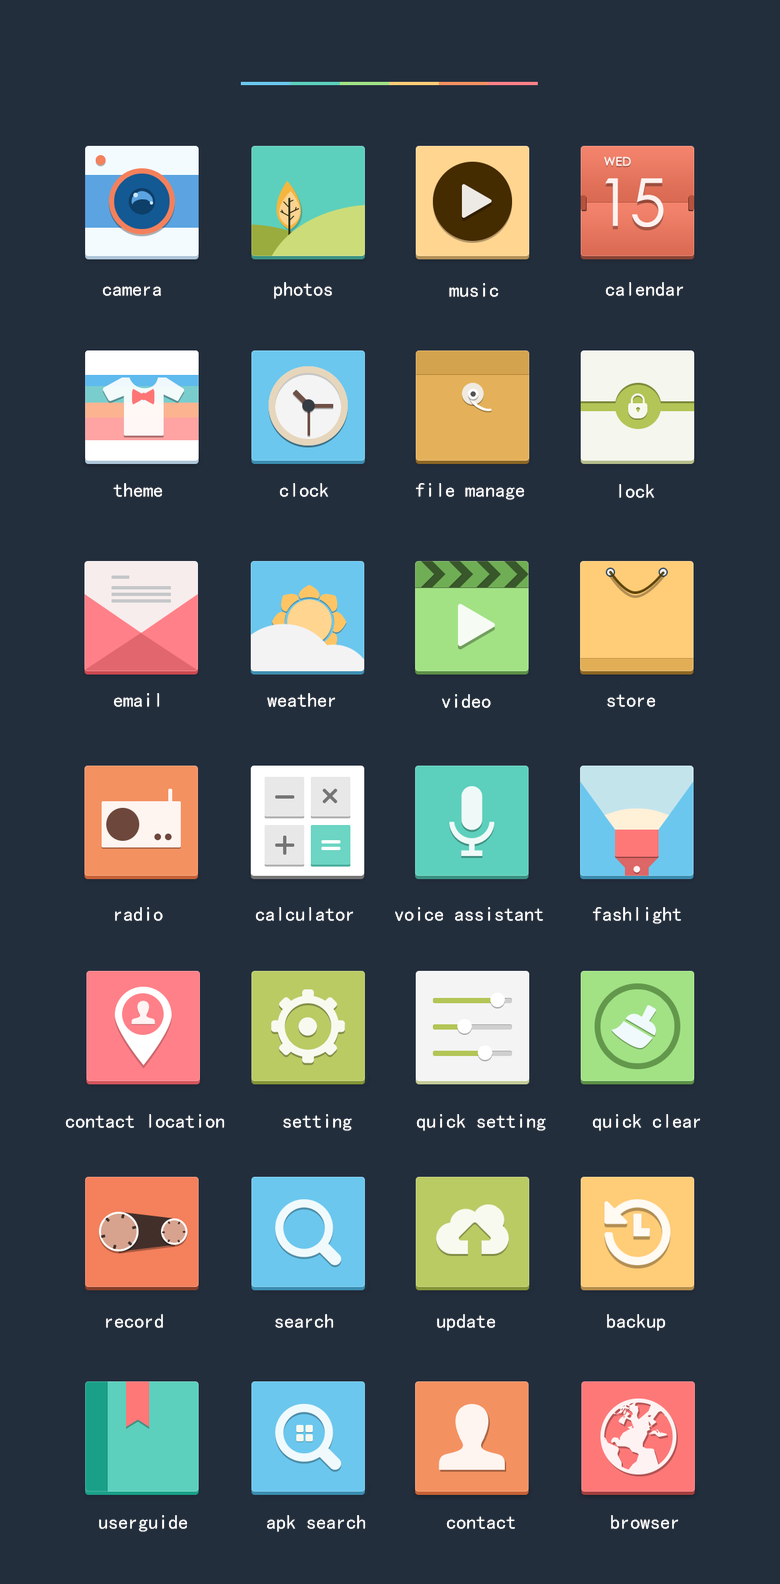 WED
15
camera photos music calendar
theme clock file manage lock
email weather video store
radio calculator voice assistant fashlight
contact location setting quick setting quick clear
record search update backup
userguide apk search contact browser